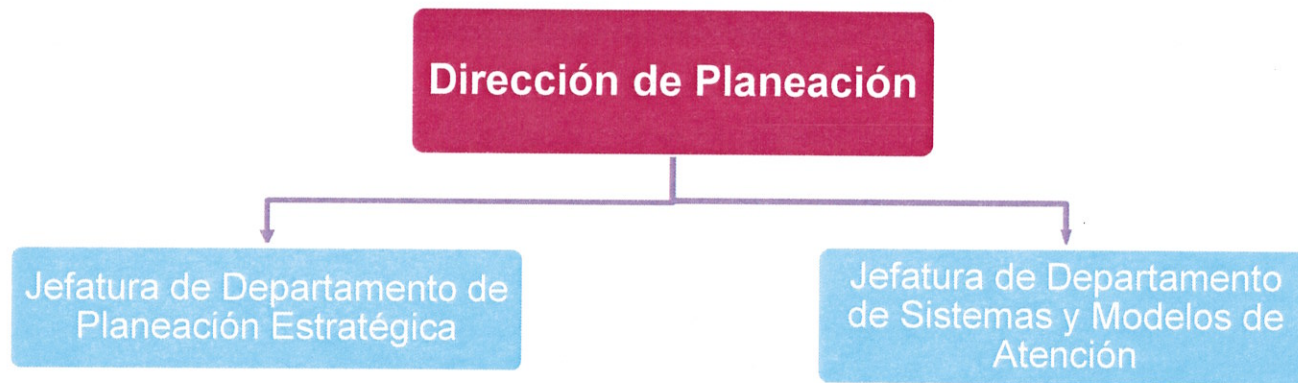 Dirección de Planeación
Jefatura de Departamento de
Planeación Estratégica
Jefatura de Departamento
de Sistemas y Modelos de
Atención